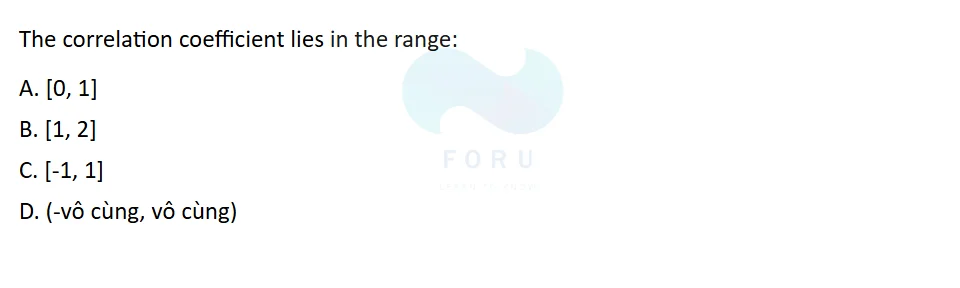 The correlation coefficient lies in the range:
A. [0, 1]
B. [1, 2]
C. [-1, 1]
D. (-vô cùng, vô cùng)
FORU